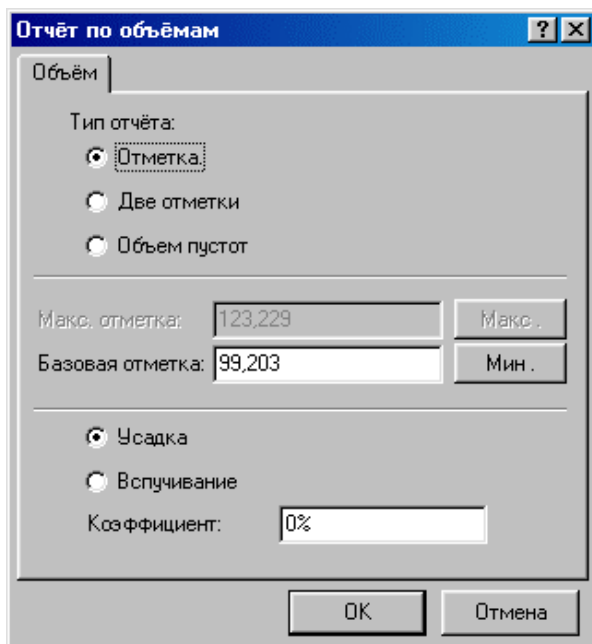 Отчёт по объёмам
Объём
Тип отчёта:
Отметка.
Две отметки
Объем пустот
Макс. отметка: 123,229 Макс.
Базовая отметка: 99,203 Мин.
Усадка
Вспучивание
Коэффициент: 0%
OK Отмена